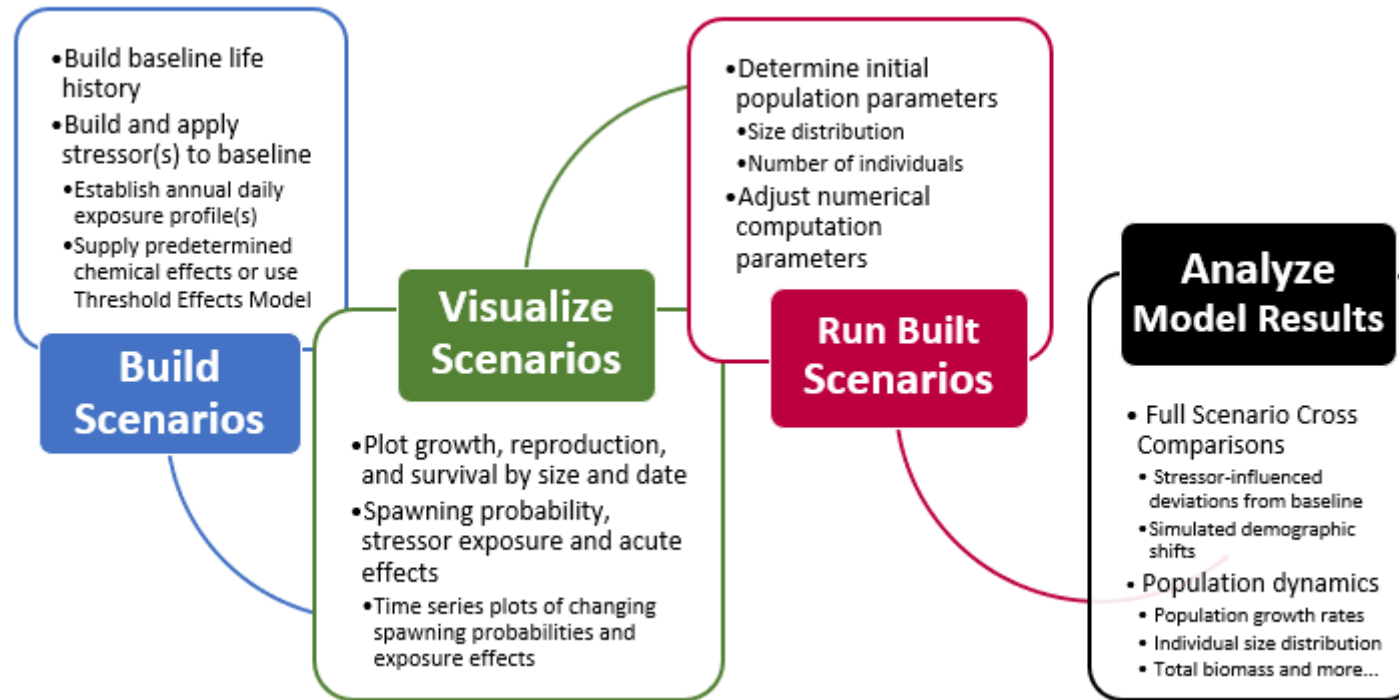 •Build baseline life
history
•Build and apply
stressor(s) to baseline
•Establish annual daily
exposure profile(s)
•Supply predetermined
chemical effects or use
Threshold Effects Model
Build
Scenarios
Visualize
Scenarios
•Plot growth, reproduction,
and survival by size and date
•Spawning probability,
stressor exposure and acute
effects
•Time series plots of changing
spawning probabilities and
exposure effects
•Determine initial
population parameters
•Size distribution
•Number of individuals
•Adjust numerical
computation
parameters
Run Built
Scenarios
Analyze
Model Results
• Full Scenario Cross
Comparisons
• Stressor-influenced
deviations from baseline
• Simulated demographic
shifts
• Population dynamics
• Population growth rates
• Individual size distribution
• Total biomass and more...